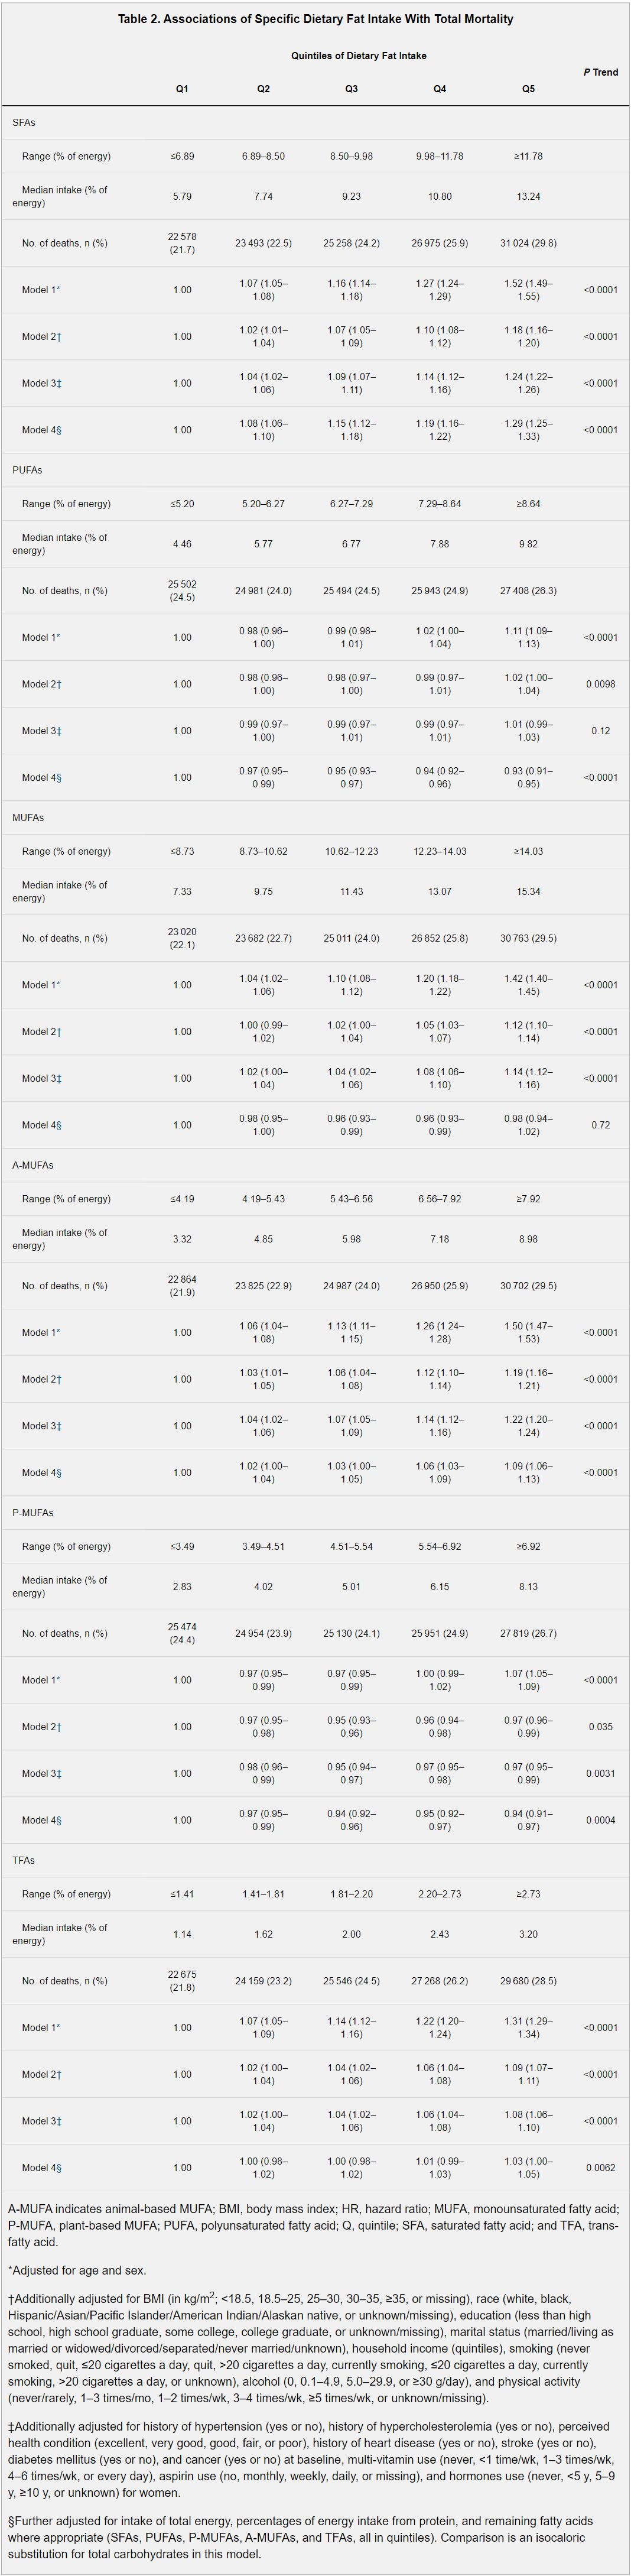 Table 2. Associations of Specific Dietary Fat Intake With Total Mortality
Quintiles of Dietary Fat Intake
P Trend
Q1 Q2 Q3 Q4 Q5
SFAs
Range (% of energy) ≤6.89 6.89–8.50 8.50–9.98 9.98–11.78 ≥11.78
Median intake (% of
energy) 5.79 7.74 9.23 10.80 13.24
No. of deaths, n (%) 22 578
(21.7) 23 493 (22.5) 25 258 (24.2) 26 975 (25.9) 31 024 (29.8)
Model 1* 1.00 1.07 (1.05–
1.08) 1.16 (1.14–
1.18) 1.27 (1.24–
1.29) 1.52 (1.49–
1.55) <0.0001
Model 2† 1.00 1.02 (1.01–
1.04) 1.07 (1.05–
1.09) 1.10 (1.08–
1.12) 1.18 (1.16–
1.20) <0.0001
Model 3‡ 1.00 1.04 (1.02–
1.06) 1.09 (1.07–
1.11) 1.14 (1.12–
1.16) 1.24 (1.22–
1.26) <0.0001
Model 4§ 1.00 1.08 (1.06–
1.10) 1.15 (1.12–
1.18) 1.19 (1.16–
1.22) 1.29 (1.25–
1.33) <0.0001
PUFAs
Range (% of energy) ≤5.20 5.20–6.27 6.27–7.29 7.29–8.64 ≥8.64
Median intake (% of
energy) 4.46 5.77 6.77 7.88 9.82
No. of deaths, n (%) 25 502
(24.5) 24 981 (24.0) 25 494 (24.5) 25 943 (24.9) 27 408 (26.3)
Model 1* 1.00 0.98 (0.96–
1.00) 0.99 (0.98–
1.01) 1.02 (1.00–
1.04) 1.11 (1.09–
1.13) <0.0001
Model 2† 1.00 0.98 (0.96–
1.00) 0.98 (0.97–
1.00) 0.99 (0.97–
1.01) 1.02 (1.00–
1.04) 0.0098
Model 3‡ 1.00 0.99 (0.97–
1.00) 0.99 (0.97–
1.01) 0.99 (0.97–
1.01) 1.01 (0.99–
1.03) 0.12
Model 4§ 1.00 0.97 (0.95–
0.99) 0.95 (0.93–
0.97) 0.94 (0.92–
0.96) 0.93 (0.91–
0.95) <0.0001
MUFAs
Range (% of energy) ≤8.73 8.73–10.62 10.62–12.23 12.23–14.03 ≥14.03
Median intake (% of
energy) 7.33 9.75 11.43 13.07 15.34
No. of deaths, n (%) 23 020
(22.1) 23 682 (22.7) 25 011 (24.0) 26 852 (25.8) 30 763 (29.5)
Model 1* 1.00 1.04 (1.02–
1.06) 1.10 (1.08–
1.12) 1.20 (1.18–
1.22) 1.42 (1.40–
1.45) <0.0001
Model 2† 1.00 1.00 (0.99–
1.02) 1.02 (1.00–
1.04) 1.05 (1.03–
1.07) 1.12 (1.10–
1.14) <0.0001
Model 3‡ 1.00 1.02 (1.00–
1.04) 1.04 (1.02–
1.06) 1.08 (1.06–
1.10) 1.14 (1.12–
1.16) <0.0001
Model 4§ 1.00 0.98 (0.95–
1.00) 0.96 (0.93–
0.99) 0.96 (0.93–
0.99) 0.98 (0.94–
1.02) 0.72
A-MUFAs
Range (% of energy) ≤4.19 4.19–5.43 5.43–6.56 6.56–7.92 ≥7.92
Median intake (% of
energy) 3.32 4.85 5.98 7.18 8.98
No. of deaths, n (%) 22 864
(21.9) 23 825 (22.9) 24 987 (24.0) 26 950 (25.9) 30 702 (29.5)
Model 1* 1.00 1.06 (1.04–
1.08) 1.13 (1.11–
1.15) 1.26 (1.24–
1.28) 1.50 (1.47–
1.53) <0.0001
Model 2† 1.00 1.03 (1.01–
1.05) 1.06 (1.04–
1.08) 1.12 (1.10–
1.14) 1.19 (1.16–
1.21) <0.0001
Model 3‡ 1.00 1.04 (1.02–
1.06) 1.07 (1.05–
1.09) 1.14 (1.12–
1.16) 1.22 (1.20–
1.24) <0.0001
Model 4§ 1.00 1.02 (1.00–
1.04) 1.03 (1.00–
1.05) 1.06 (1.03–
1.09) 1.09 (1.06–
1.13) <0.0001
P-MUFAs
Range (% of energy) ≤3.49 3.49–4.51 4.51–5.54 5.54–6.92 ≥6.92
Median intake (% of
energy) 2.83 4.02 5.01 6.15 8.13
No. of deaths, n (%) 25 474
(24.4) 24 954 (23.9) 25 130 (24.1) 25 951 (24.9) 27 819 (26.7)
Model 1* 1.00 0.97 (0.95–
0.99) 0.97 (0.95–
0.99) 1.00 (0.99–
1.02) 1.07 (1.05–
1.09) <0.0001
Model 2† 1.00 0.97 (0.95–
0.98) 0.95 (0.93–
0.96) 0.96 (0.94–
0.98) 0.97 (0.96–
0.99) 0.035
Model 3‡ 1.00 0.98 (0.96–
0.99) 0.95 (0.94–
0.97) 0.97 (0.95–
0.98) 0.97 (0.95–
0.99) 0.0031
Model 4§ 1.00 0.97 (0.95–
0.99) 0.94 (0.92–
0.96) 0.95 (0.92–
0.97) 0.94 (0.91–
0.97) 0.0004
TFAs
Range (% of energy) ≤1.41 1.41–1.81 1.81–2.20 2.20–2.73 ≥2.73
Median intake (% of
energy) 1.14 1.62 2.00 2.43 3.20
No. of deaths, n (%) 22 675
(21.8) 24 159 (23.2) 25 546 (24.5) 27 268 (26.2) 29 680 (28.5)
Model 1* 1.00 1.07 (1.05–
1.09) 1.14 (1.12–
1.16) 1.22 (1.20–
1.24) 1.31 (1.29–
1.34) <0.0001
Model 2† 1.00 1.02 (1.00–
1.04) 1.04 (1.02–
1.06) 1.06 (1.04–
1.08) 1.09 (1.07–
1.11) <0.0001
Model 3‡ 1.00 1.02 (1.00–
1.04) 1.04 (1.02–
1.06) 1.06 (1.04–
1.08) 1.08 (1.06–
1.10) <0.0001
Model 4§ 1.00 1.00 (0.98–
1.02) 1.00 (0.98–
1.02) 1.01 (0.99–
1.03) 1.03 (1.00–
1.05) 0.0062
A-MUFA indicates animal-based MUFA; BMI, body mass index; HR, hazard ratio; MUFA, monounsaturated fatty acid;
P-MUFA, plant-based MUFA; PUFA, polyunsaturated fatty acid; Q, quintile; SFA, saturated fatty acid; and TFA, trans-
fatty acid.
*Adjusted for age and sex.
†Additionally adjusted for BMI (in kg/m2; <18.5, 18.5–25, 25–30, 30–35, ≥35, or missing), race (white, black,
Hispanic/Asian/Pacific Islander/American Indian/Alaskan native, or unknown/missing), education (less than high
school, high school graduate, some college, college graduate, or unknown/missing), marital status (married/living as
married or widowed/divorced/separated/never married/unknown), household income (quintiles), smoking (never
smoked, quit, ≤20 cigarettes a day, quit, >20 cigarettes a day, currently smoking, ≤20 cigarettes a day, currently
smoking, >20 cigarettes a day, or unknown), alcohol (0, 0.1–4.9, 5.0–29.9, or ≥30 g/day), and physical activity
(never/rarely, 1–3 times/mo, 1–2 times/wk, 3–4 times/wk, ≥5 times/wk, or unknown/missing).
‡Additionally adjusted for history of hypertension (yes or no), history of hypercholesterolemia (yes or no), perceived
health condition (excellent, very good, good, fair, or poor), history of heart disease (yes or no), stroke (yes or no),
diabetes mellitus (yes or no), and cancer (yes or no) at baseline, multi-vitamin use (never, <1 time/wk, 1–3 times/wk,
4–6 times/wk, or every day), aspirin use (no, monthly, weekly, daily, or missing), and hormones use (never, <5 y, 5–9
y, ≥10 y, or unknown) for women.
§Further adjusted for intake of total energy, percentages of energy intake from protein, and remaining fatty acids
where appropriate (SFAs, PUFAs, P-MUFAs, A-MUFAs, and TFAs, all in quintiles). Comparison is an isocaloric
substitution for total carbohydrates in this model.